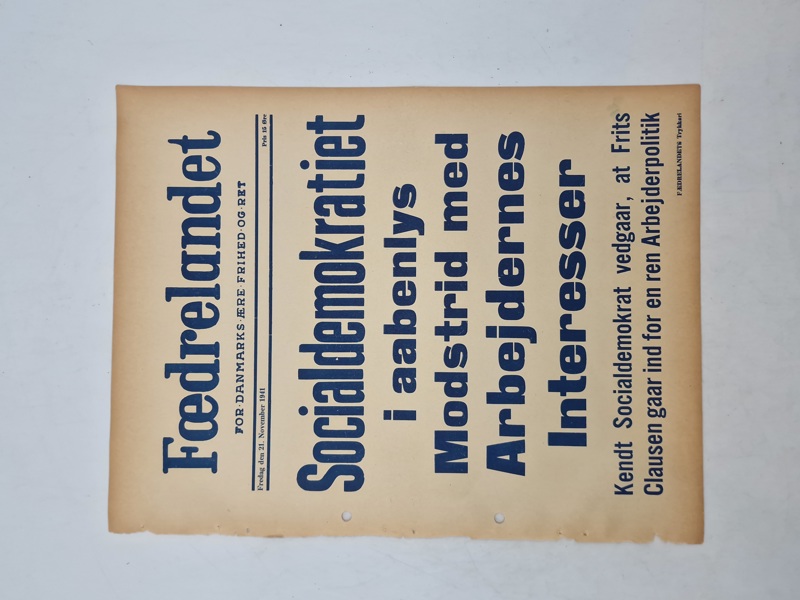 Fædrelandet
FOR·DANMARKS·ÆRE·FRIHED·OG·RET
Fredag den 21. November 1941 Pris 15 Øre
Socialdemokratiet
i aabenlys
Modstrid med
Arbejdernes
Interesser
Kendt Socialdemokrat vedgaar, at Frits
Clausen gaar ind for en ren Arbejderpolitik
FÆDRELANDETS Trykkeri